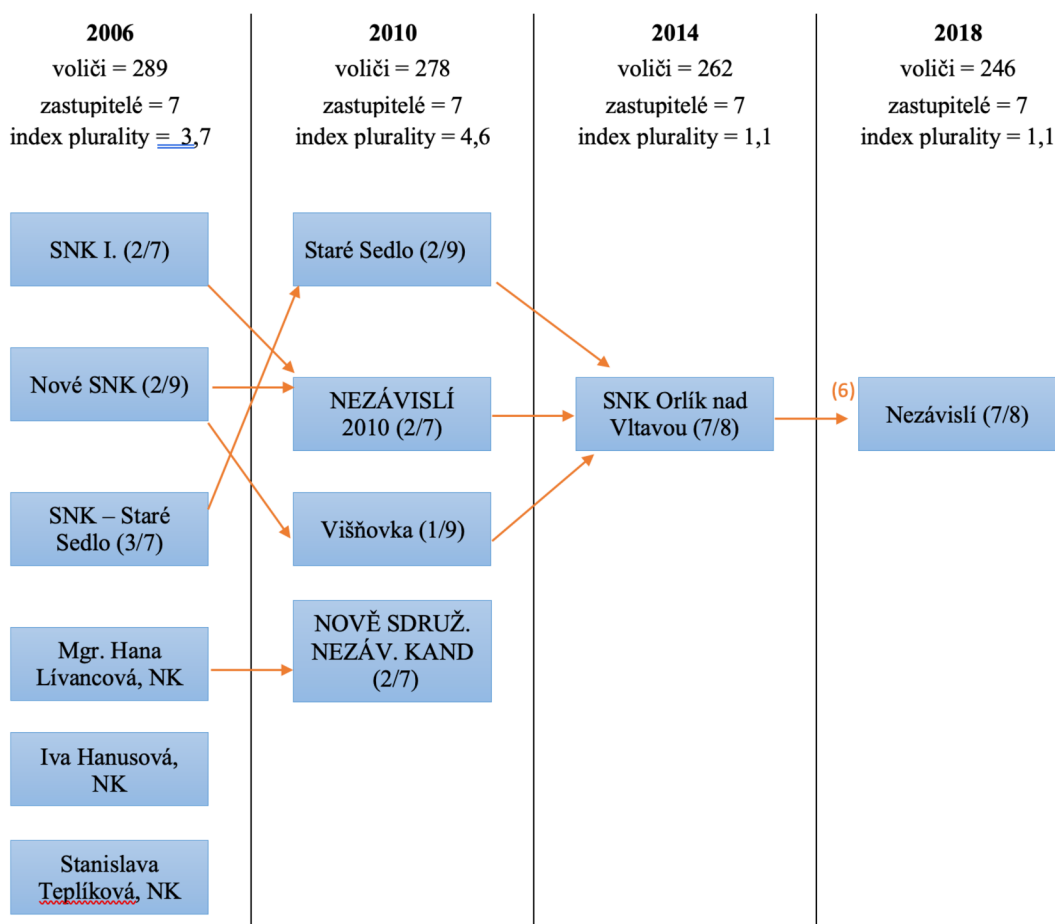 2006
voliči = 289
zastupitelé = 7
index plurality = 3,7
SNK I. (2/7)
Nové SNK (2/9)
SNK – Staré
Sedlo (3/7)
Mgr. Hana
Lívancová, NK
Iva Hanusová,
NK
Stanislava
Teplíková, NK
2010
voliči = 278
zastupitelé = 7
index plurality = 4,6
Staré Sedlo (2/9)
NEZÁVISLÍ
2010 (2/7)
Višňovka (1/9)
NOVĚ SDRUŽ.
NEZÁV. KAND
(2/7)
2014
voliči = 262
zastupitelé = 7
index plurality = 1,1
SNK Orlík nad
Vltavou (7/8)
2018
voliči = 246
zastupitelé = 7
index plurality = 1,1
(6)
Nezávislí (7/8)